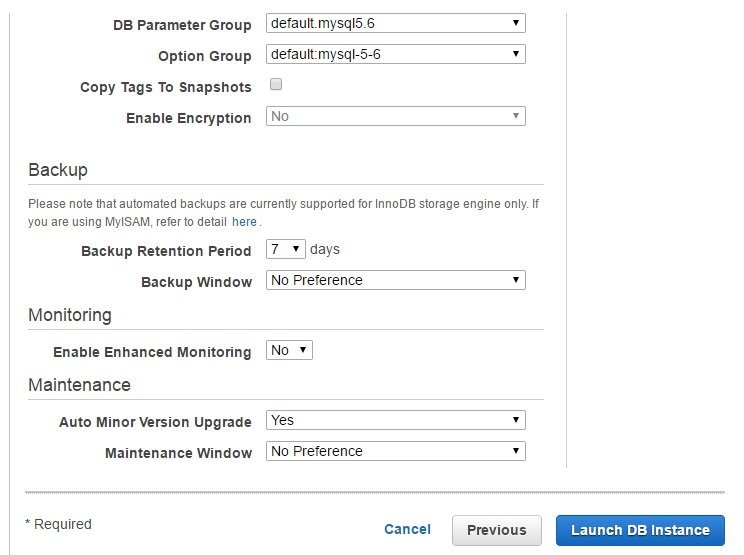 DB Parameter Group default.mysql5.6
Option Group default:mysql-5-6
Copy Tags To Snapshots
Enable Encryption No
Backup
Please note that automated backups are currently supported for InnoDB storage engine only. If
you are using MyISAM, refer to detail here .
Backup Retention Period 7 days
Backup Window No Preference
Monitoring
Enable Enhanced Monitoring No
Maintenance
Auto Minor Version Upgrade Yes
Maintenance Window No Preference
* Required Cancel Previous Launch DB Instance